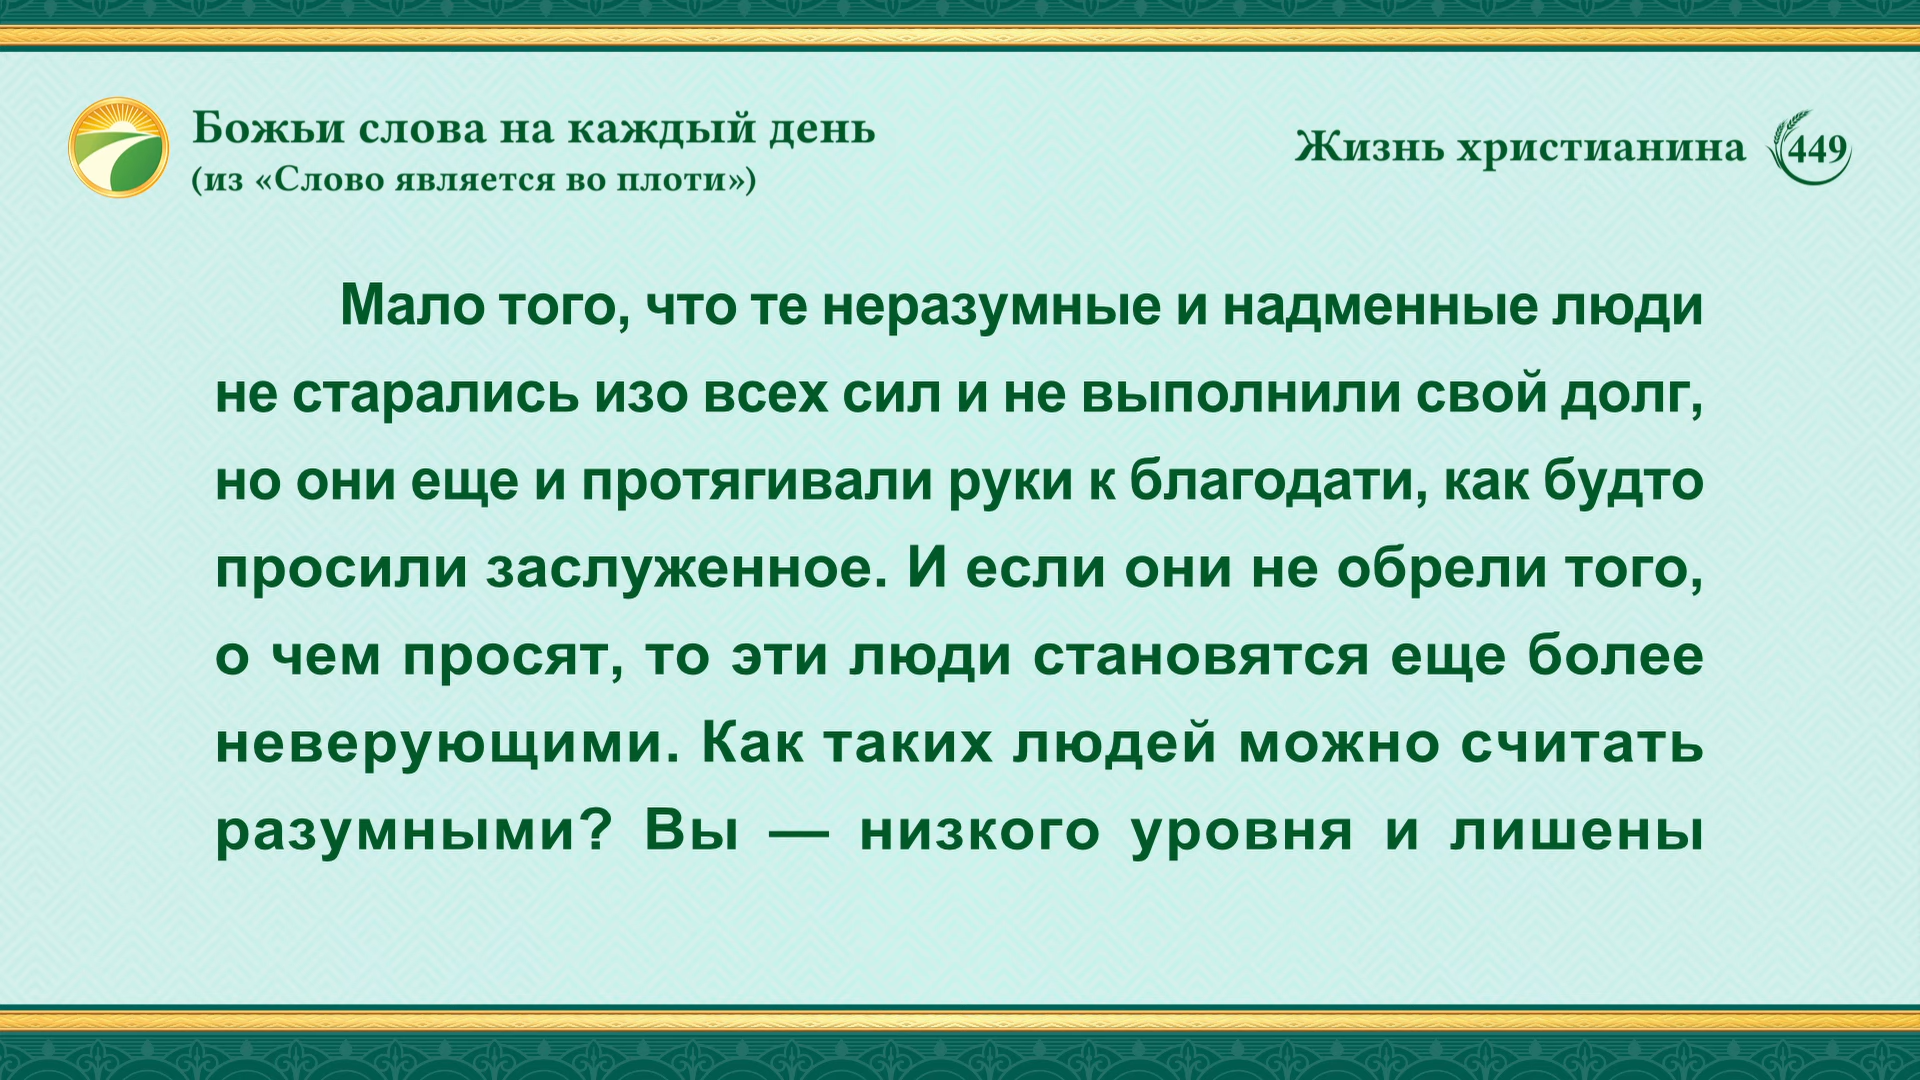 Божьи слова на каждый день
(из «Слово является во плоти»)
Жизнь христианина 449
Мало того, что те неразумные и надменные люди
не старались изо всех сил и не выполнили свой долг,
но они еще и протягивали руки к благодати, как будто
просили заслуженное. И если они не обрели того,
о чем просят, то эти люди становятся еще более
неверующими. Как таких людей можно считать
разумными? Вы — низкого уровня и лишены